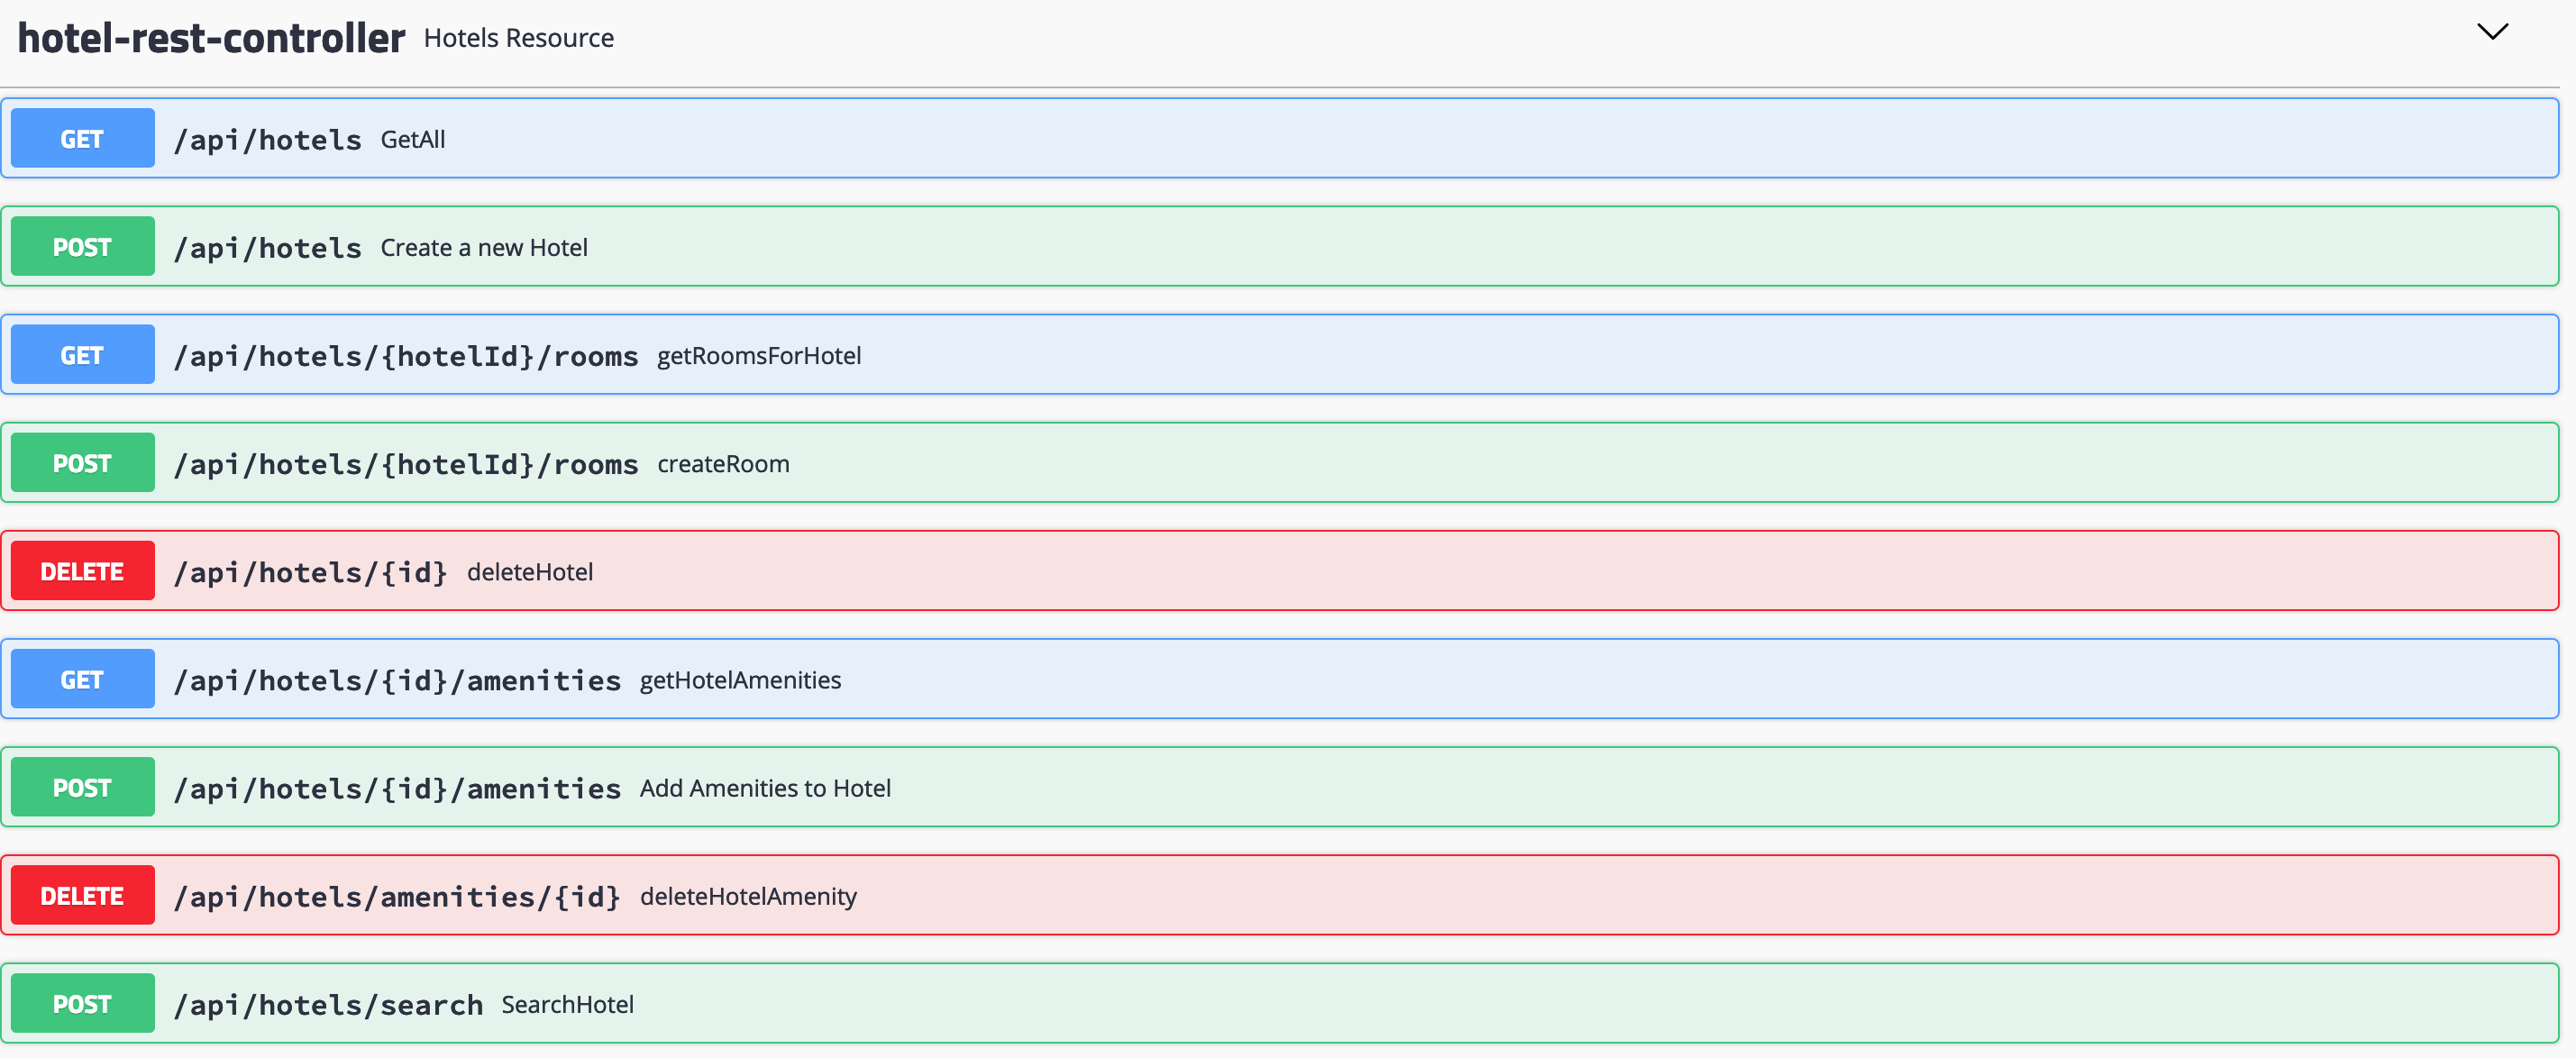 hotel-rest-controller Hotels Resource
GET /api/hotels GetAll
POST /api/hotels Create a new Hotel
GET /api/hotels/{hotelId}/rooms getRoomsForHotel
POST /api/hotels/{hotelId}/rooms createRoom
DELETE /api/hotels/{id} deleteHotel
GET /api/hotels/{id}/amenities getHotelAmenities
POST /api/hotels/{id}/amenities Add Amenities to Hotel
DELETE /api/hotels/amenities/{id} deleteHotelAmenity
POST /api/hotels/search SearchHotel